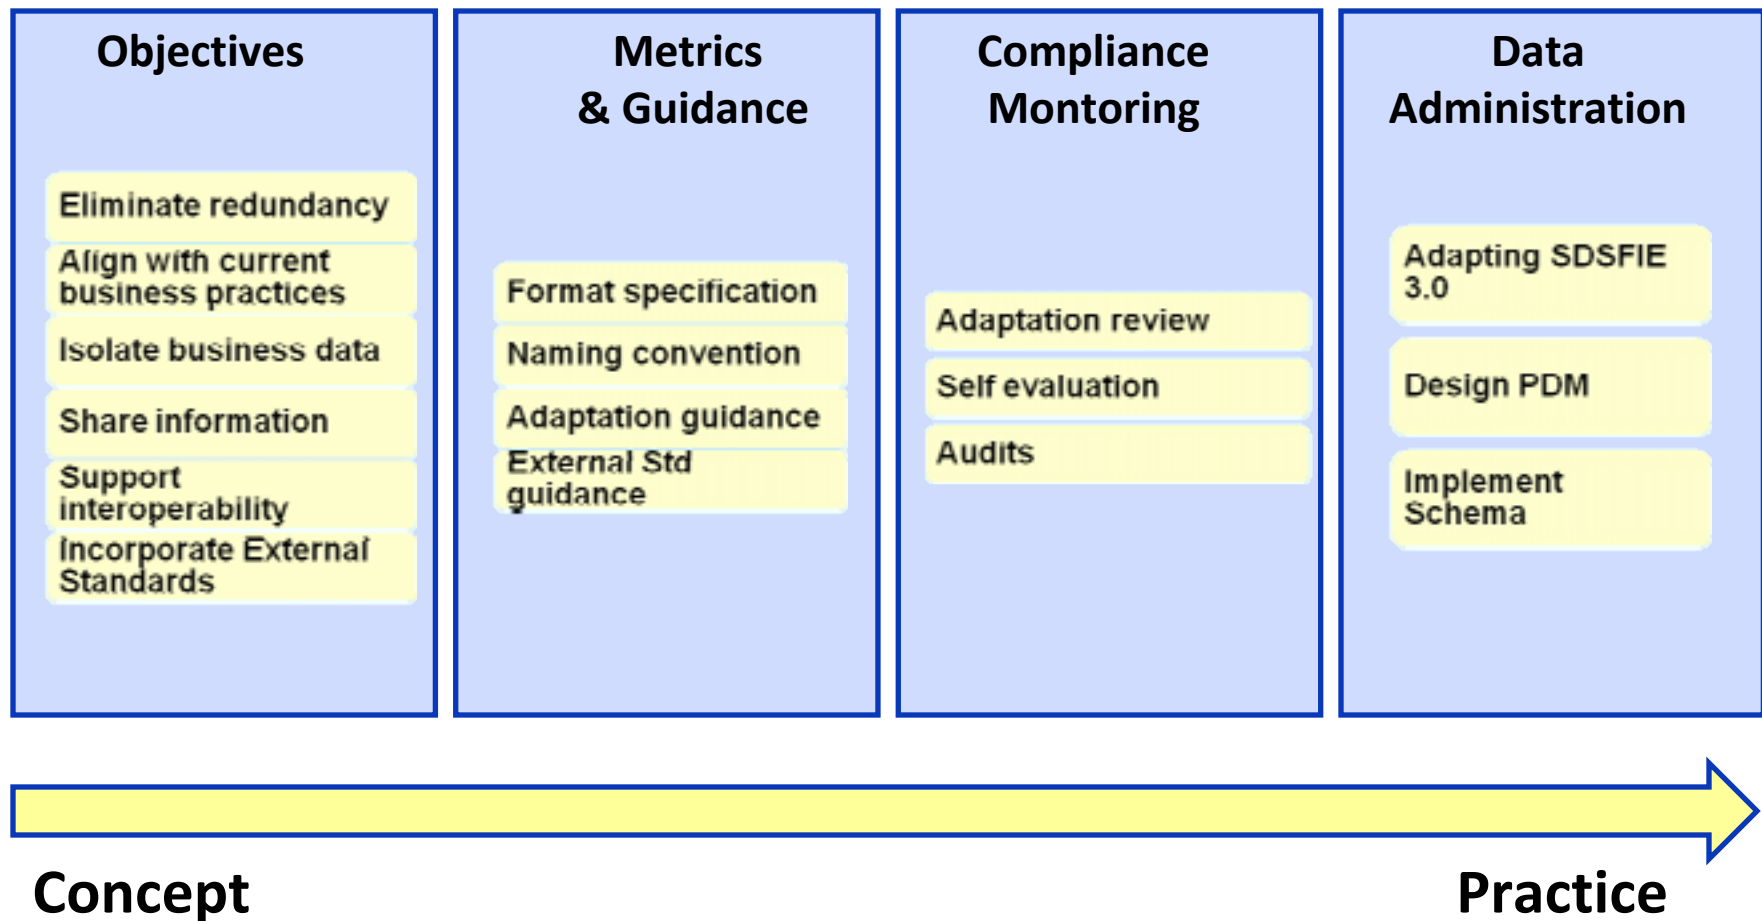 Objectives
Eliminate redundancy
Align with current
business practices
Isolate business data
Share information
Support
interoperability
Incorporate External
Standards
Metrics
& Guidance
Format specification
Naming convention
Adaptation guidance
External Std
guidance
Compliance
Montoring
Adaptation review
Self evaluation
Audits
Data
Administration
Adapting SDSFIE
3.0
Design PDM
Implement
Schema
Concept
Practice